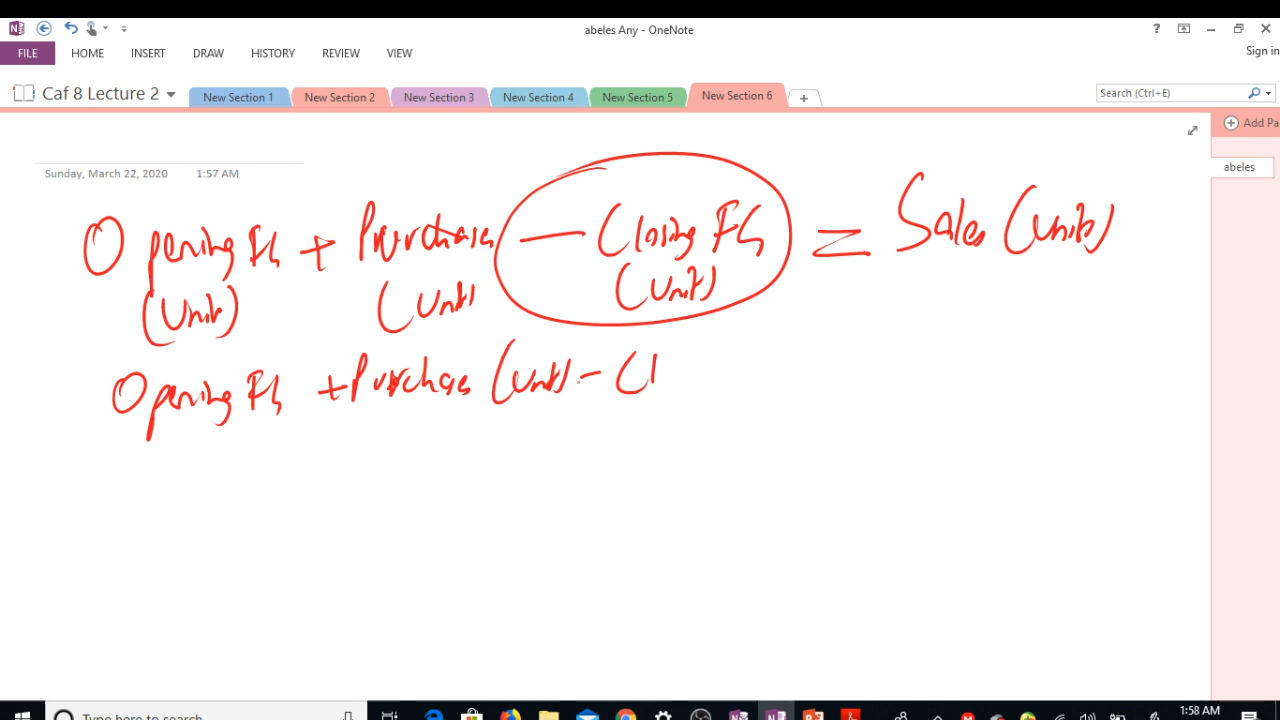 abeles Any - OneNote
? 
Sign in
FILE HOME INSERT DRAW HISTORY REVIEW VIEW
Caf 8 Lecture 2 New Section 1 New Section 2 New Section 3 New Section 4 New Section 5 New Section 6 +
Search (Ctrl+E)
Add Pa
abeles
Sunday, March 22, 2020 1:57 AM
Opening FG + Purchase — Closing FG = Sales (Units)
(Unit) (Unit) (Unit)
Opening FG + Purchase (Unit) - Cl
Type here to search
1:58 AM